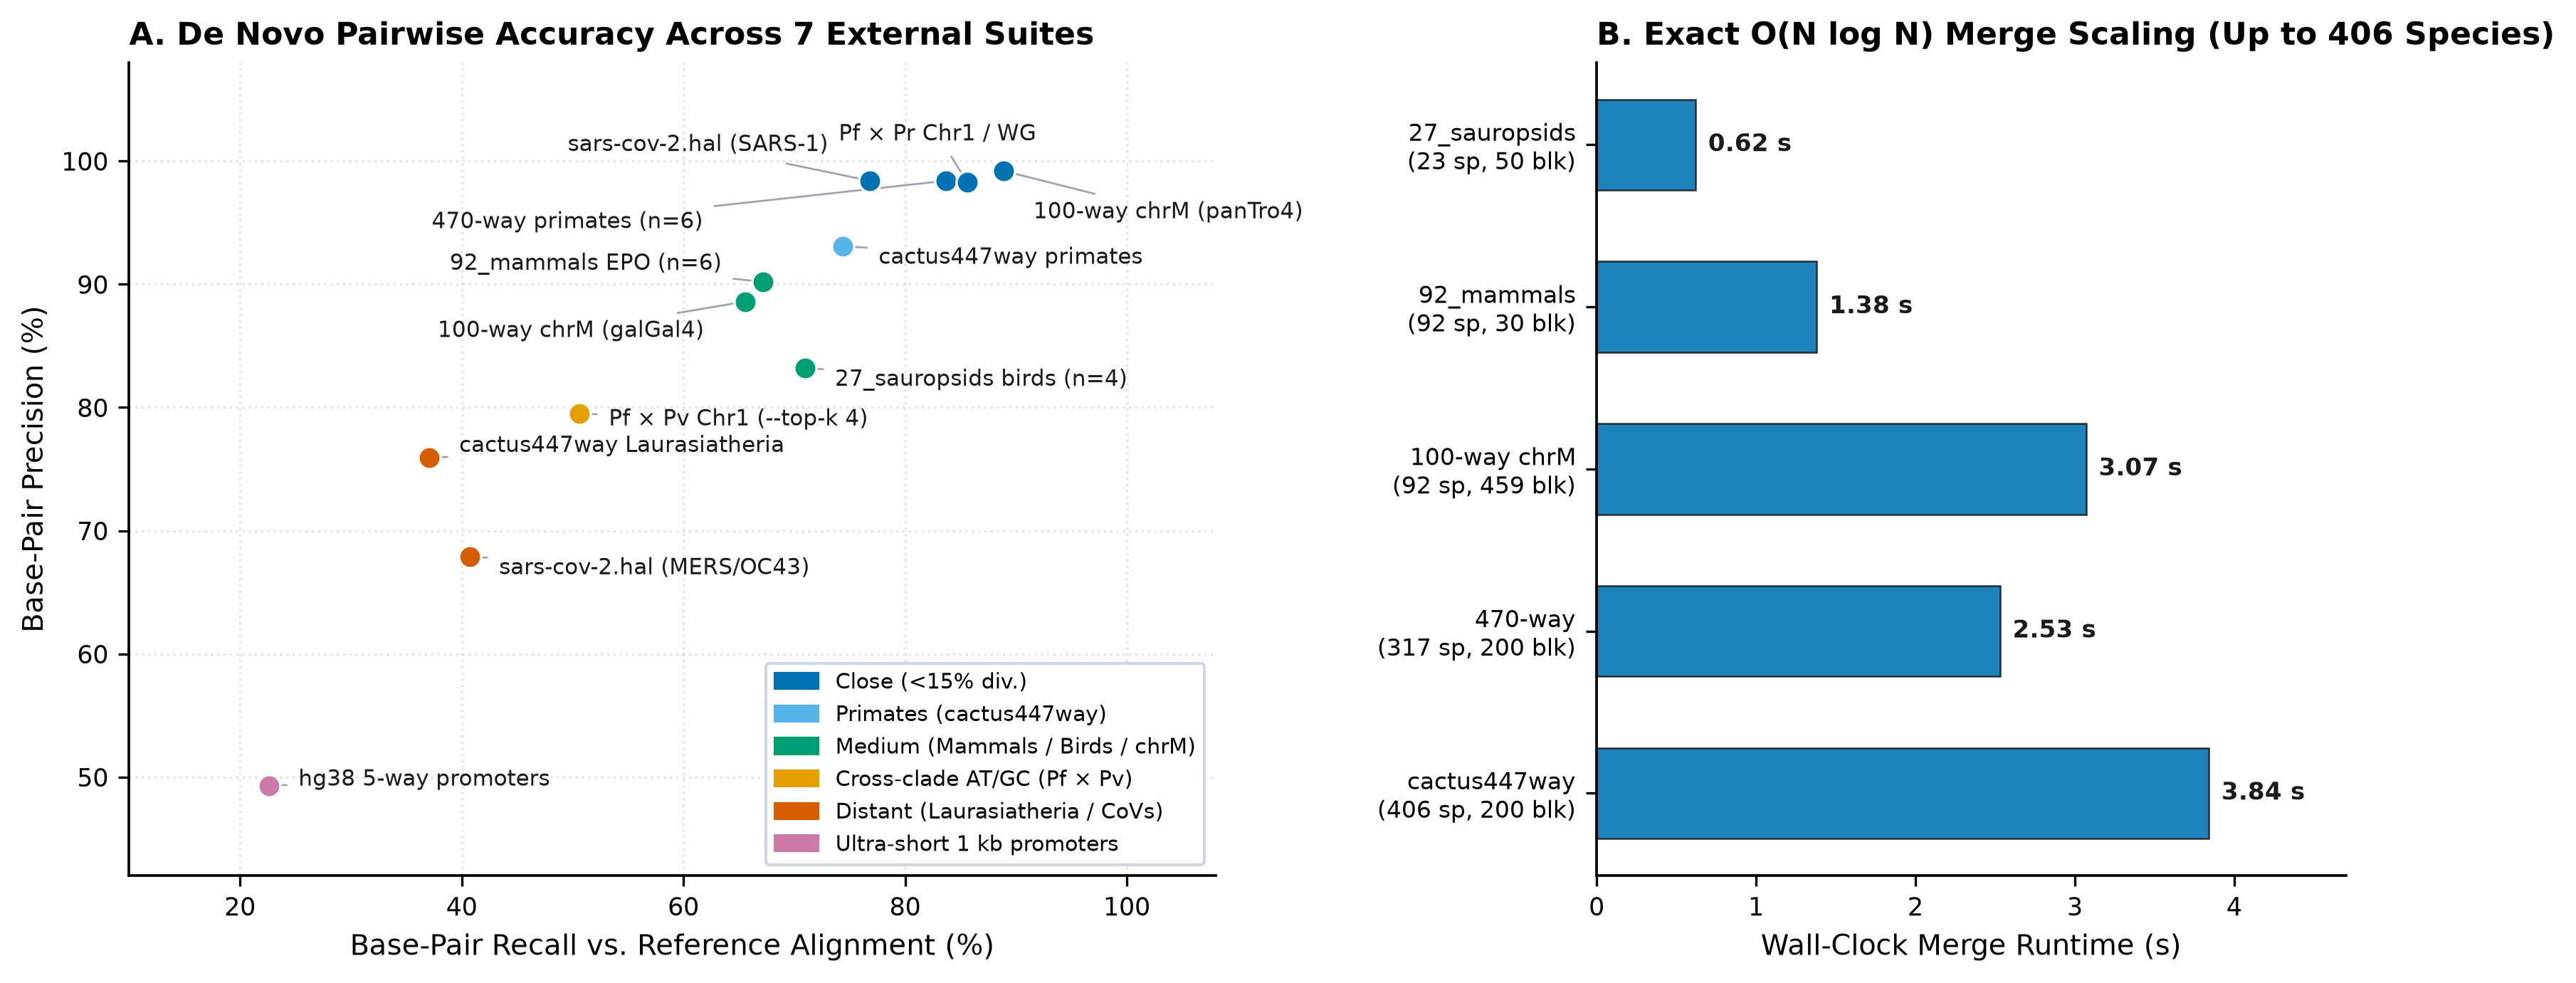 A. De Novo Pairwise Accuracy Across 7 External Suites
Base-Pair Precision (%)
100
90
80
70
60
50
sars-cov-2.hal (SARS-1)
Pf × Pr Chr1 / WG
470-way primates (n=6)
100-way chrM (panTro4)
92_mammals EPO (n=6)
cactus447way primates
100-way chrM (galGal4)
27_sauropsids birds (n=4)
Pf × Pv Chr1 (--top-k 4)
cactus447way Laurasiatheria
sars-cov-2.hal (MERS/OC43)
hg38 5-way promoters
Close (<15% div.)
Primates (cactus447way)
Medium (Mammals / Birds / chrM)
Cross-clade AT/GC (Pf × Pv)
Distant (Laurasiatheria / CoVs)
Ultra-short 1 kb promoters
20 40 60 80 100
Base-Pair Recall vs. Reference Alignment (%)
B. Exact O(N log N) Merge Scaling (Up to 406 Species)
27_sauropsids
(23 sp, 50 blk)
0.62 s
92_mammals
(92 sp, 30 blk)
1.38 s
100-way chrM
(92 sp, 459 blk)
3.07 s
470-way
(317 sp, 200 blk)
2.53 s
cactus447way
(406 sp, 200 blk)
3.84 s
0 1 2 3 4
Wall-Clock Merge Runtime (s)